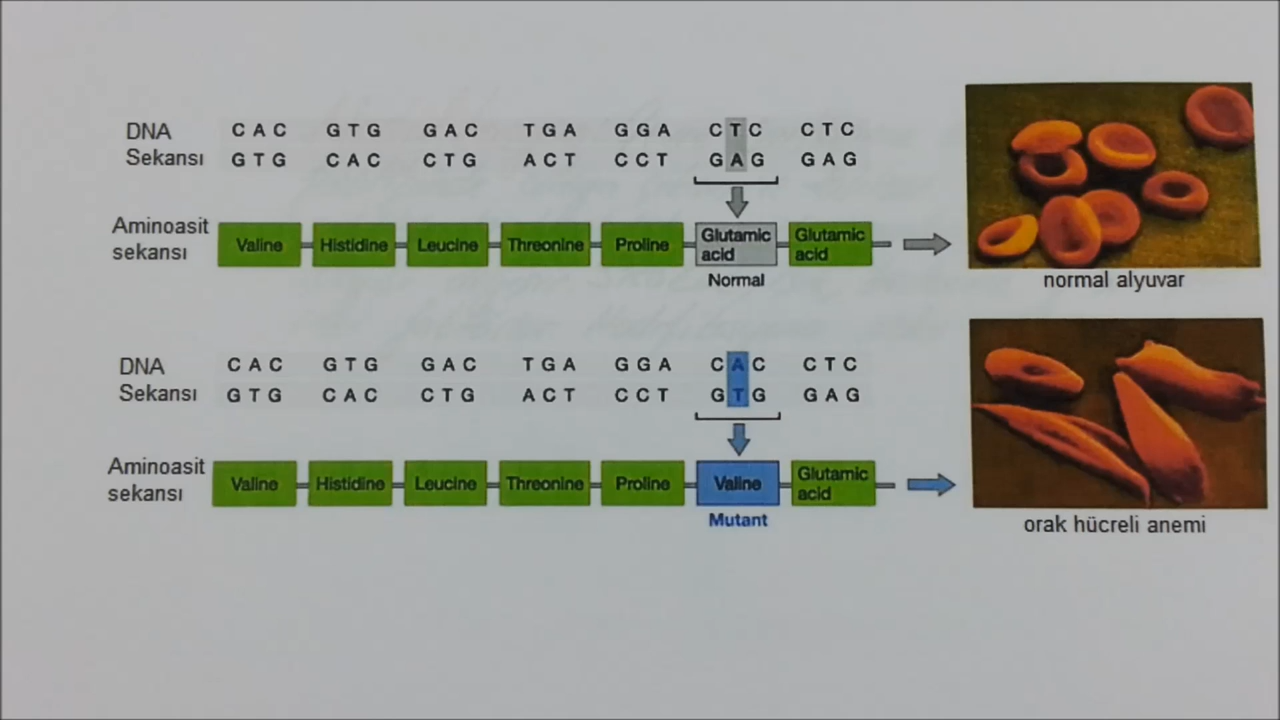 DNA CAC GTG GAC TGA GGA CTC CTC
Sekansı GTG CAC CTG ACT CCT GAG GAG
Aminoasit
sekansı
Valine Histidine Leucine Threonine Proline Glutamic acid Glutamic acid
Normal
normal alyuvar
DNA CAC GTG GAC TGA GGA CAC CTC
Sekansı GTG CAC CTG ACT CCT GTG GAG
Aminoasit
sekansı
Valine Histidine Leucine Threonine Proline Valine Glutamic acid
Mutant
orak hücreli anemi